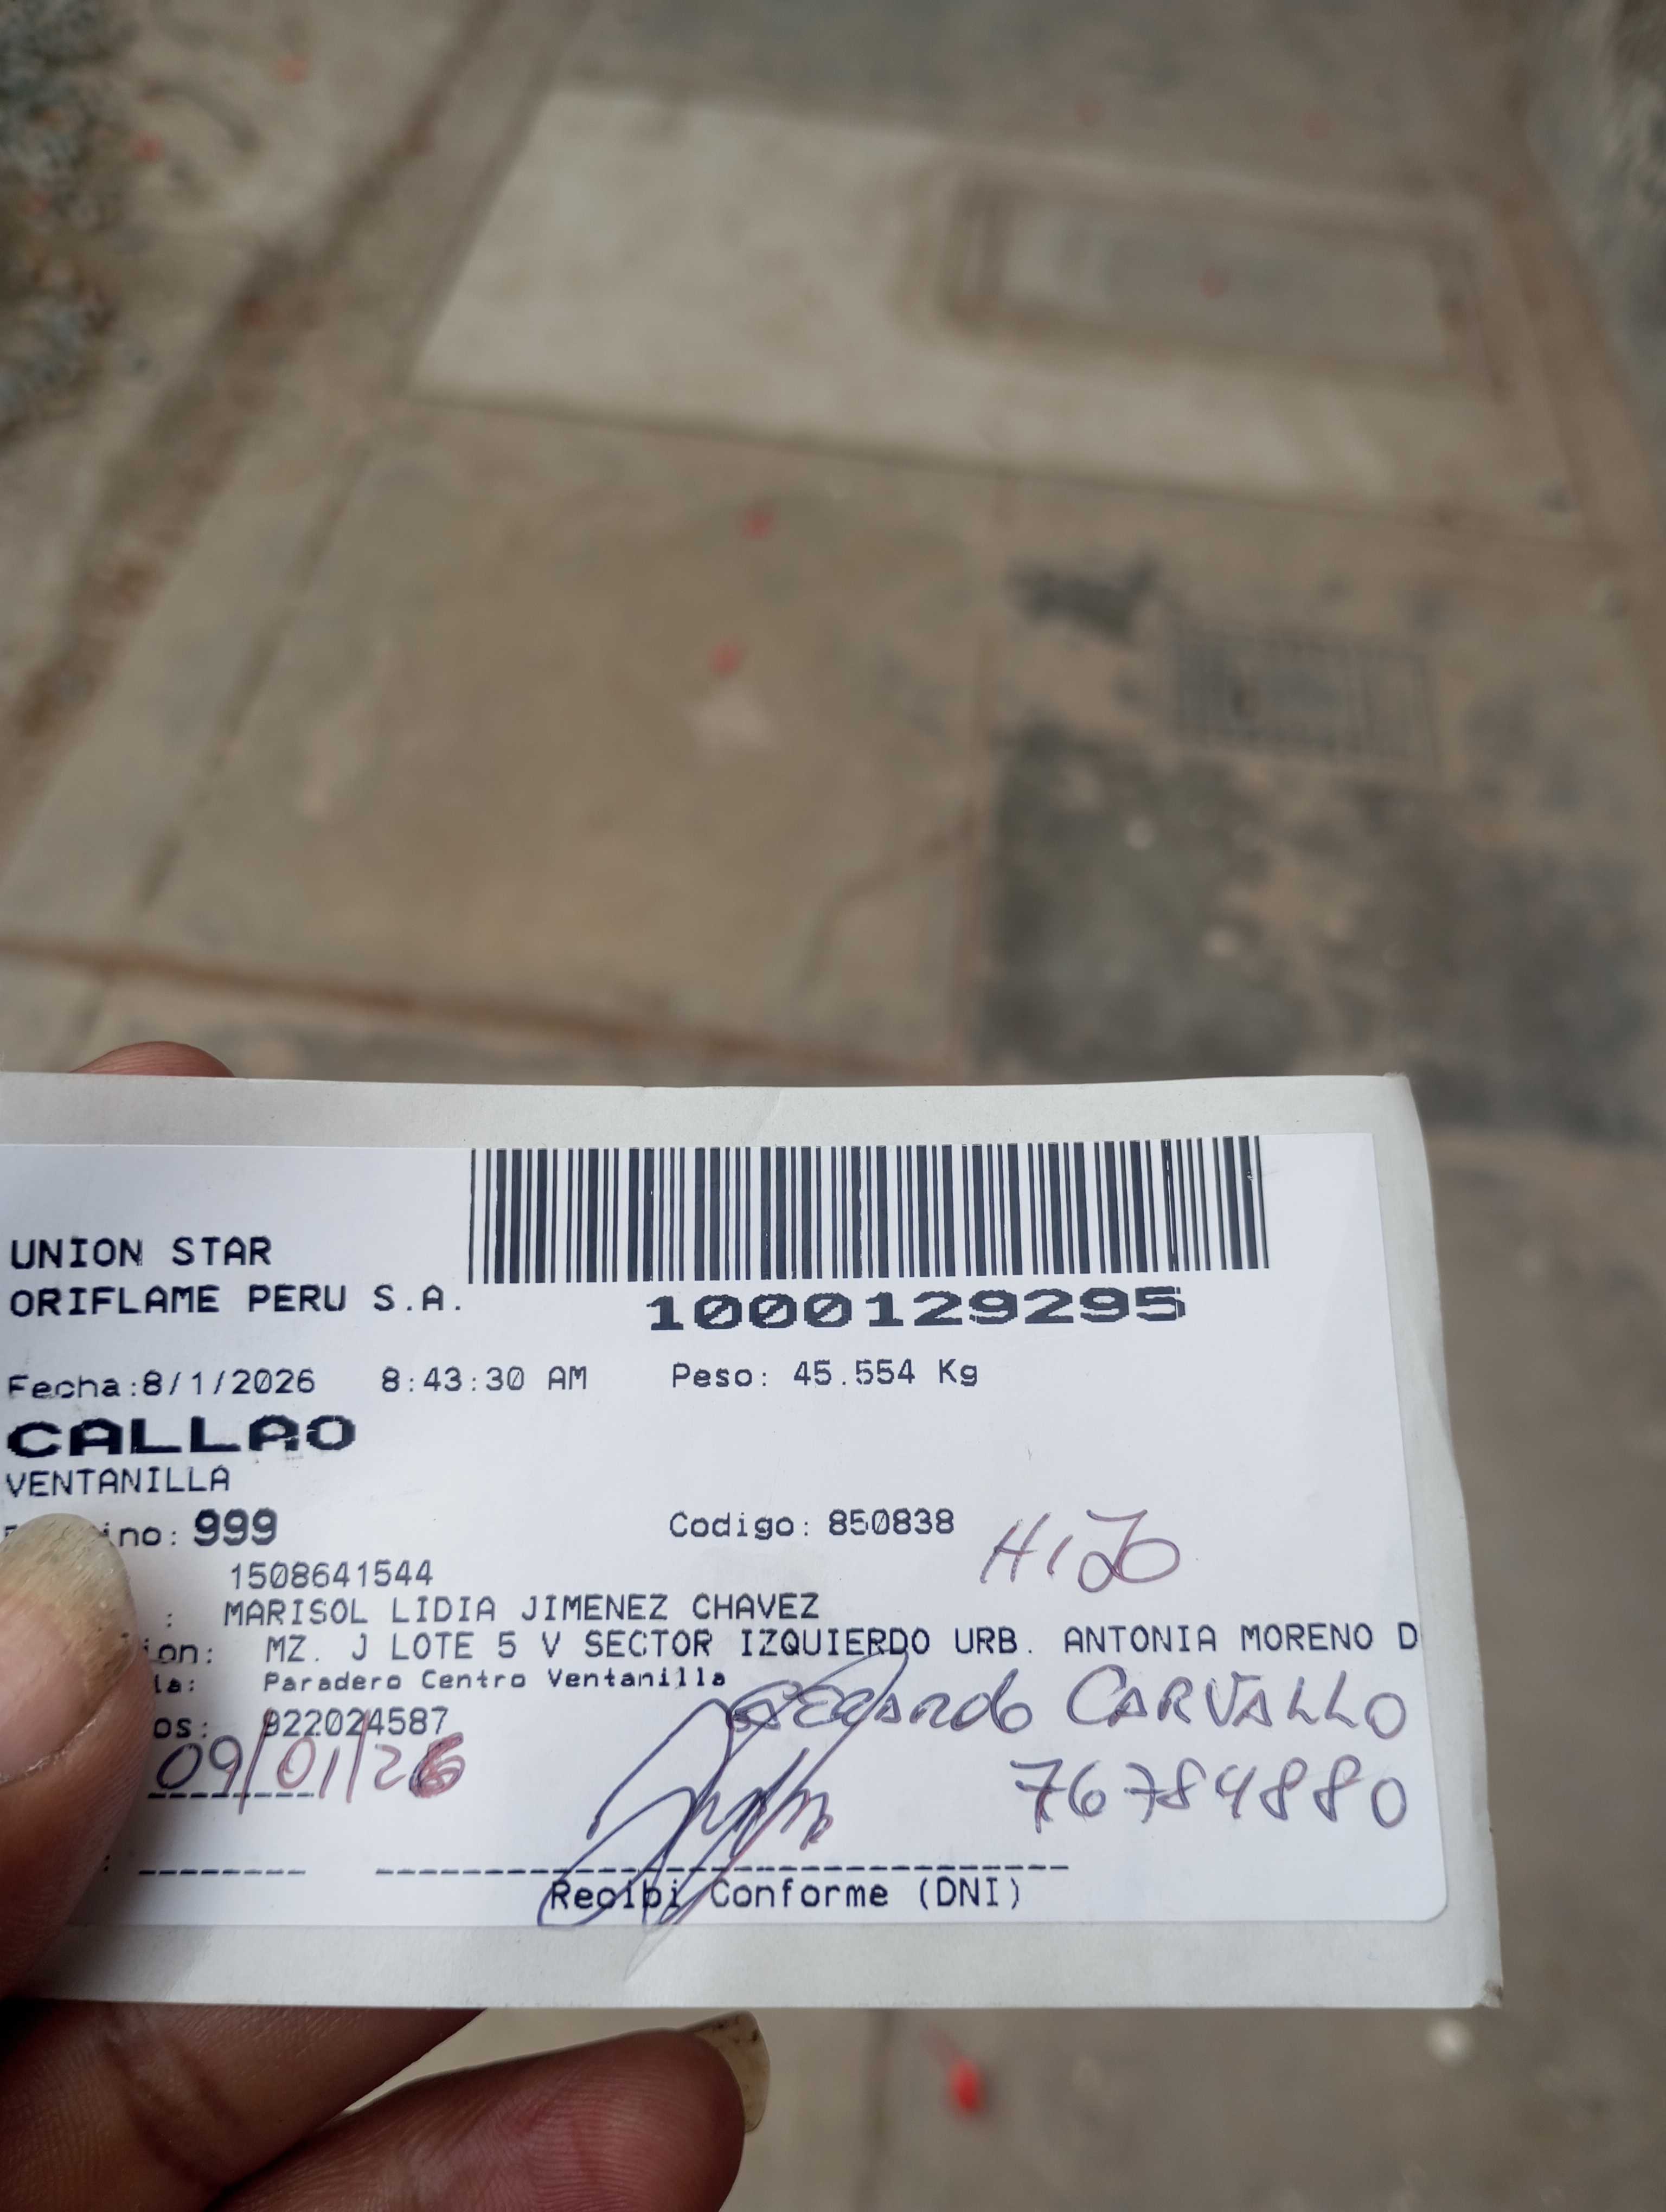 UNION STAR
ORIFLAME PERU S.A.
1000129295
Fecha:8/1/2026 8:43:30 AM Peso: 45.554 Kg
CALLAO
VENTANILLA
ino: 999 Codigo: 850838 HIJO
1508641544
: MARISOL LIDIA JIMENEZ CHAVEZ
ion: MZ. J LOTE 5 V SECTOR IZQUIERDO URB. ANTONIA MORENO D
la: Paradero Centro Ventanilla
CARVALLO
os: 922024587
09/01/26 76784880
Recibi Conforme (DNI)